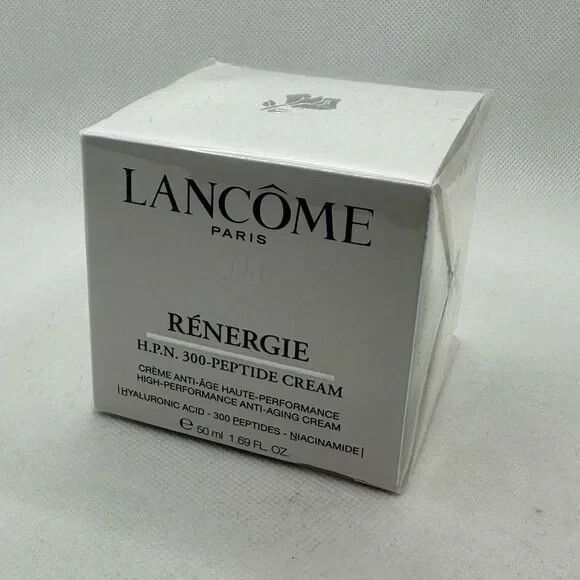 LANCÔME
PARIS
RÉNERGIE
H.P.N. 300-PEPTIDE CREAM
CRÈME ANTI-ÂGE HAUTE-PERFORMANCE
HIGH-PERFORMANCE ANTI-AGING CREAM
|HYALURONIC ACID - 300 PEPTIDES - NIACINAMIDE|
℮ 50 ml 1.69 FL. OZ.